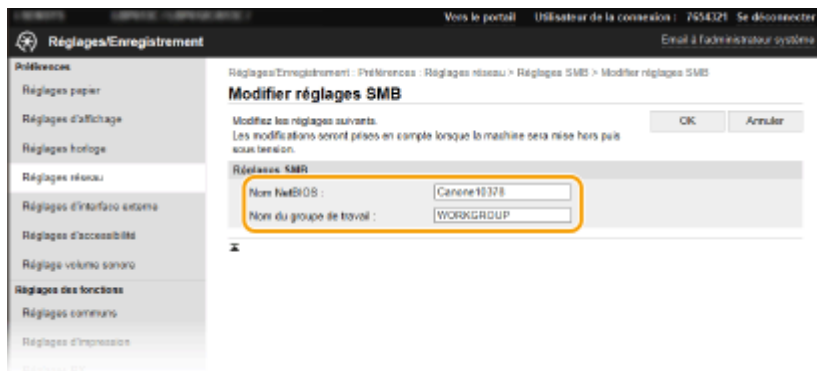 Vers le portail Utilisateur de la connexion : 7654321 Se déconnecter
Réglages/Enregistrement
Email à l'administrateur système
Préférences
Réglages papier
Réglages d'affichage
Réglages horloge
Réglages réseau
Réglages d'interface externe
Réglages d'accessibilité
Réglage volume sonore
Réglages des fonctions
Réglages communs
Réglages d'impression
Réglages/Enregistrement : Préférences : Réglages réseau > Réglages SMB > Modifier réglages SMB
Modifier réglages SMB
Modifiez les réglages suivants.
Les modifications seront prises en compte lorsque la machine sera mise hors puis
sous tension.
OK Annuler
Réglages SMB
Nom NetBIOS : Canone10378
Nom du groupe de travail : WORKGROUP